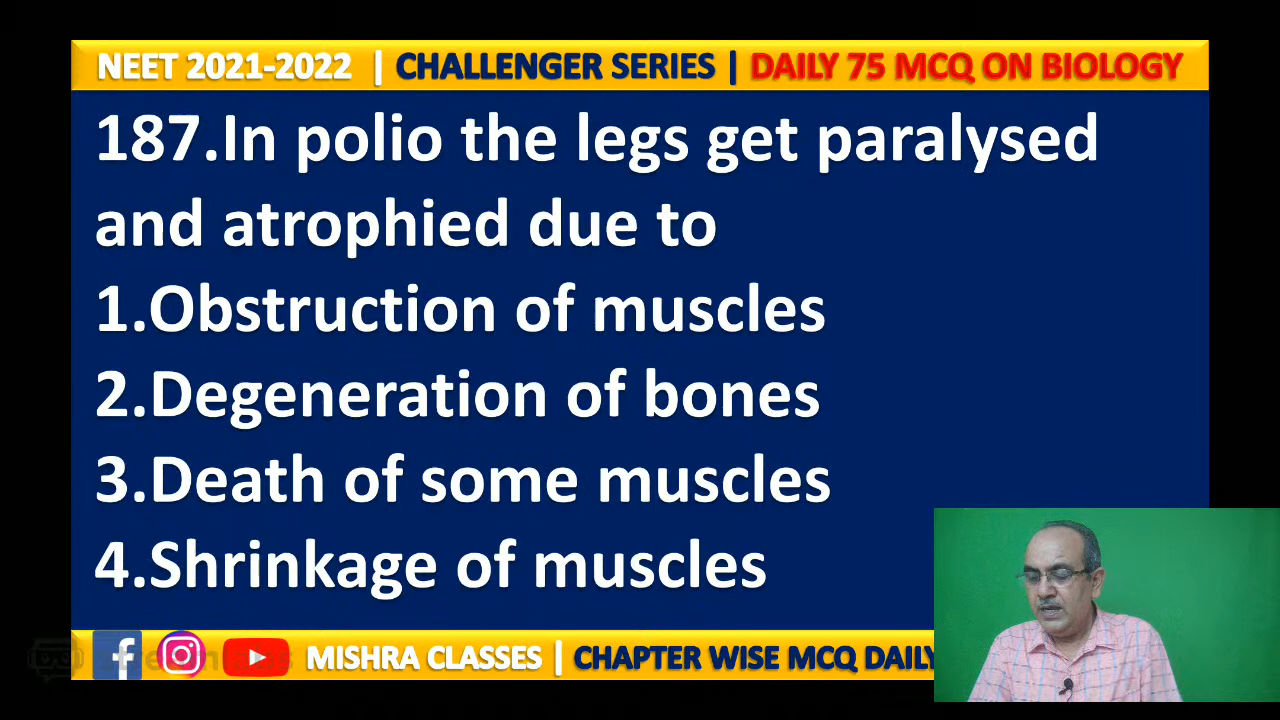 NEET 2021-2022 | CHALLENGER SERIES | DAILY 75 MCQ ON BIOLOGY
187.In polio the legs get paralysed
and atrophied due to
1.Obstruction of muscles
2.Degeneration of bones
3.Death of some muscles
4.Shrinkage of muscles
MISHRA CLASSES | CHAPTER WISE MCQ DAILY